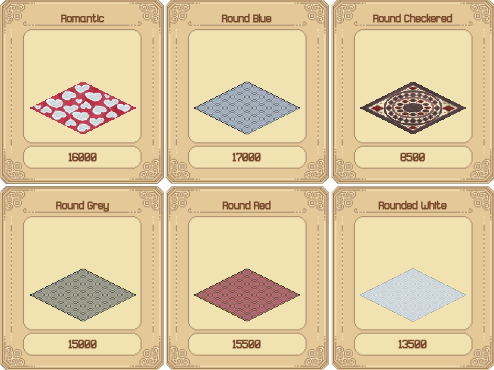 Romantic
Round Blue
Round Checkered
16000
17000
8500
Round Grey
Round Red
Rounded White
15000
15500
13500